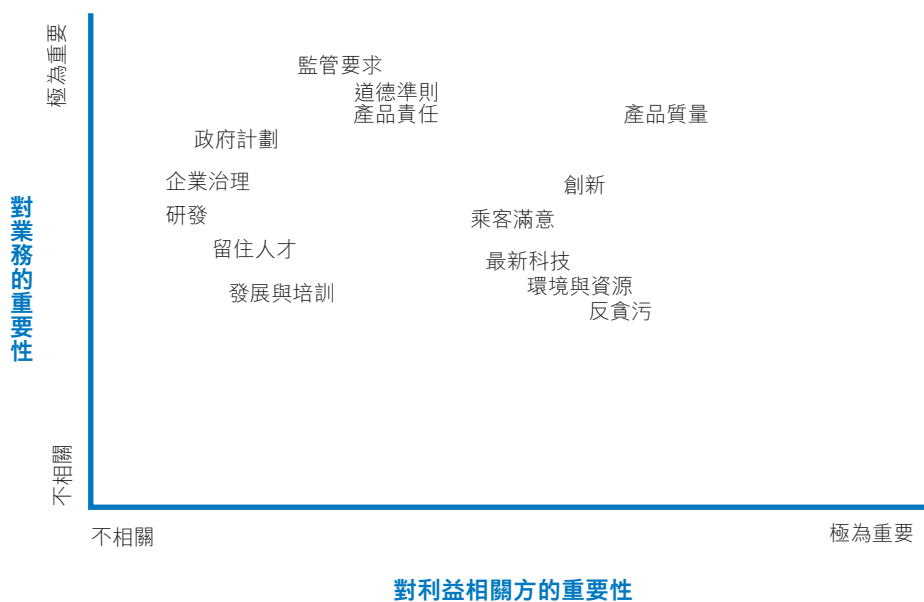 極為重要
監管要求
道德準則
產品責任
產品質量
政府計劃
企業治理
創新
對業務的重要性
研發
乘客滿意
留住人才
最新科技
環境與資源
發展與培訓
反貪污
不相關
不相關
極為重要
對利益相關方的重要性